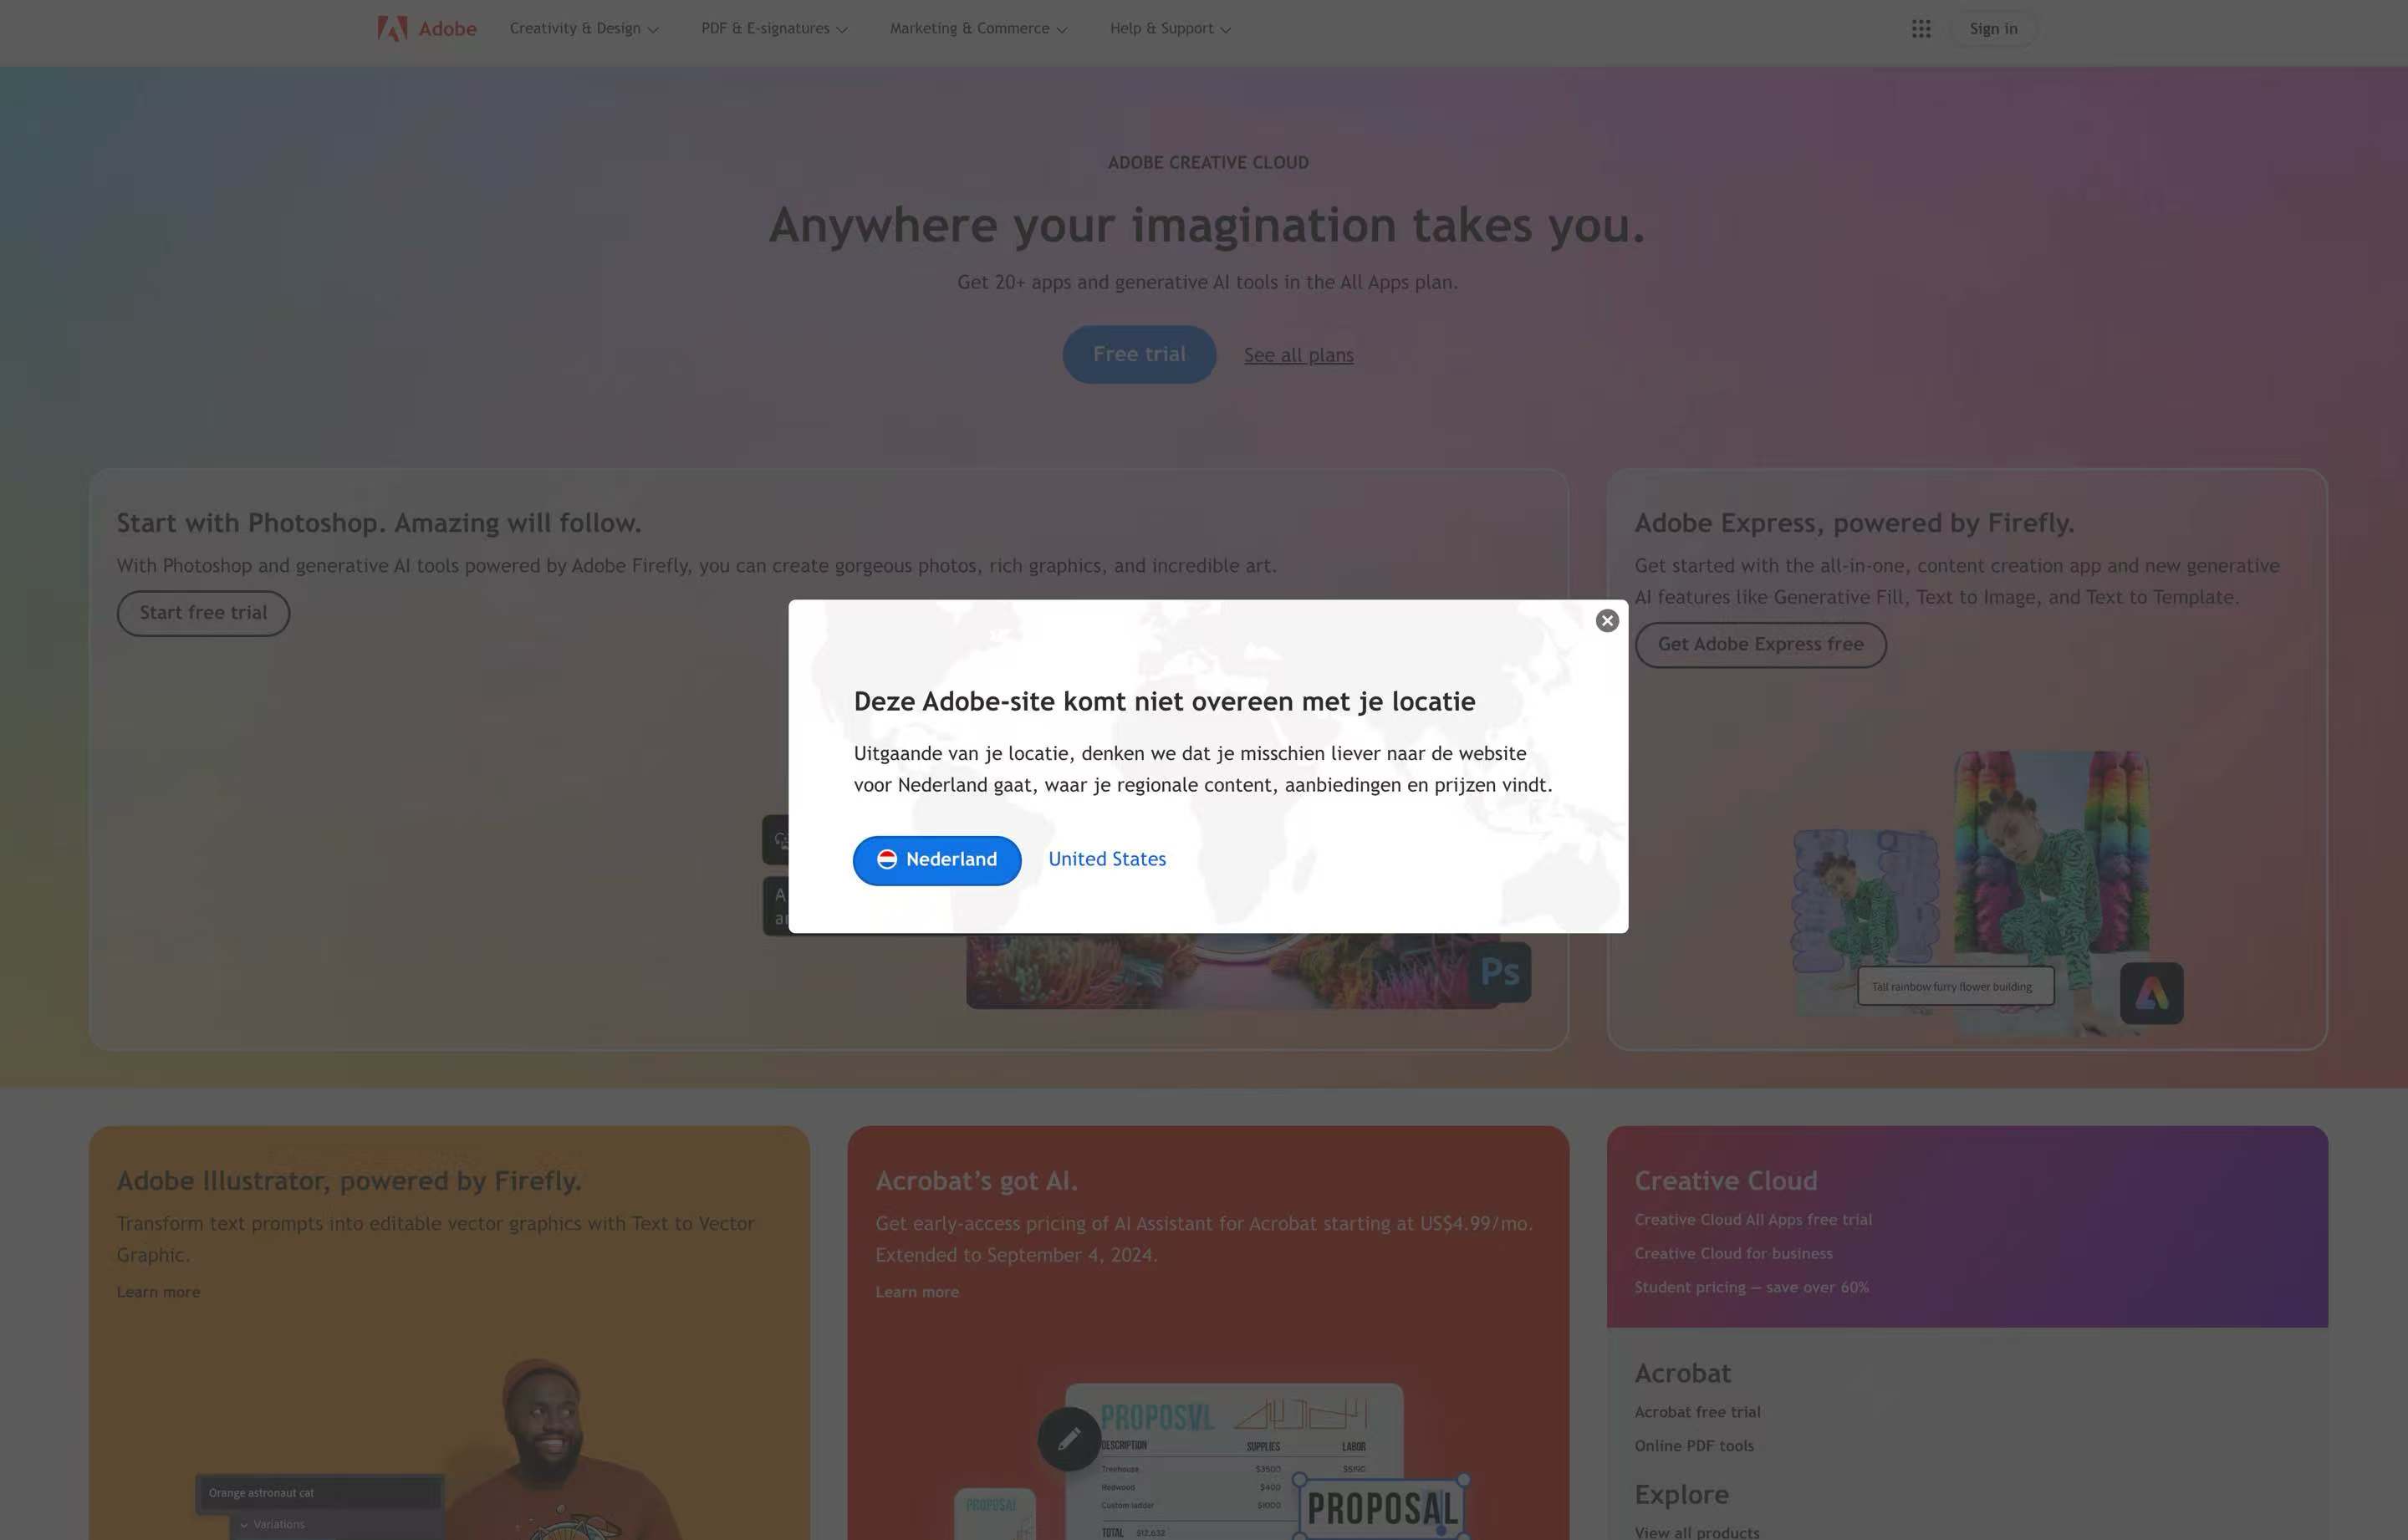 Adobe
Creativity & Design
PDF & E-signatures
Marketing & Commerce
Help & Support
Sign in
ADOBE CREATIVE CLOUD
Anywhere your imagination takes you.
Get 20+ apps and generative AI tools in the All Apps plan.
Free trial
See all plans
Start with Photoshop. Amazing will follow.
With Photoshop and generative AI tools powered by Adobe Firefly, you can create gorgeous photos, rich graphics, and incredible art.
Start free trial
Adobe Express, powered by Firefly.
Get started with the all-in-one, content creation app and new generative
AI features like Generative Fill, Text to Image, and Text to Template.
Get Adobe Express free
Deze Adobe-site komt niet overeen met je locatie
Uitgaande van je locatie, denken we dat je misschien liever naar de website
voor Nederland gaat, waar je regionale content, aanbiedingen en prijzen vindt.
Nederland
United States
Ps
Tall rainbow furry flower building
Adobe Illustrator, powered by Firefly.
Transform text prompts into editable vector graphics with Text to Vector
Graphic.
Learn more
Orange astronaut cat
Variations
Acrobat’s got AI.
Get early-access pricing of AI Assistant for Acrobat starting at US$4.99/mo.
Extended to September 4, 2024.
Learn more
PROPOSAL
DESCRIPTION SUPPLIES LABOR
Treehouse $3500 $5190
Redwood $400
Custom ladder $1000
TOTAL $12,632
PROPOSAL
PROPOSAL
Creative Cloud
Creative Cloud All Apps free trial
Creative Cloud for business
Student pricing — save over 60%
Acrobat
Acrobat free trial
Online PDF tools
Explore
View all products